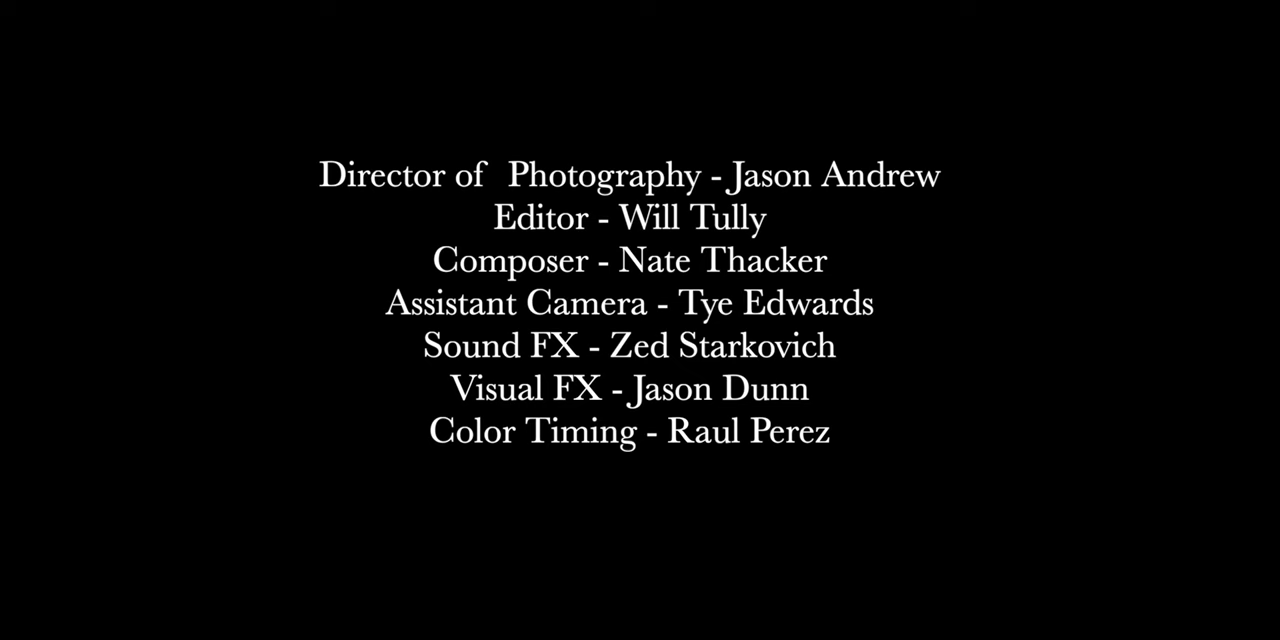 Director of  Photography - Jason Andrew
Editor - Will Tully
Composer - Nate Thacker
Assistant Camera - Tye Edwards
Sound FX - Zed Starkovich
Visual FX - Jason Dunn
Color Timing - Raul Perez